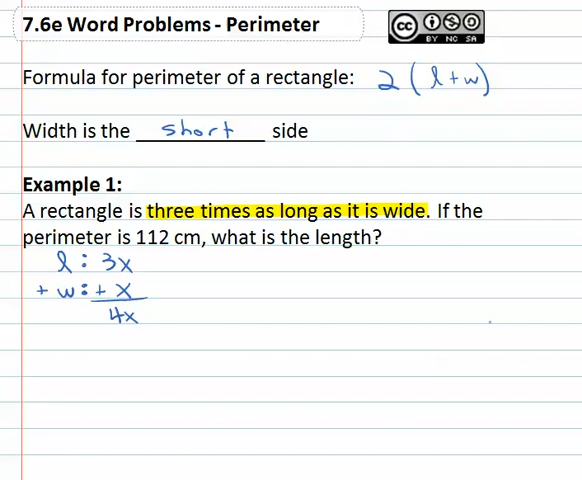 7.6e Word Problems - Perimeter
cc BY NC SA
Formula for perimeter of a rectangle: 2(l+w)
Width is the short side
Example 1:
A rectangle is three times as long as it is wide. If the
perimeter is 112 cm, what is the length?
l: 3x
+ w: + x
4x